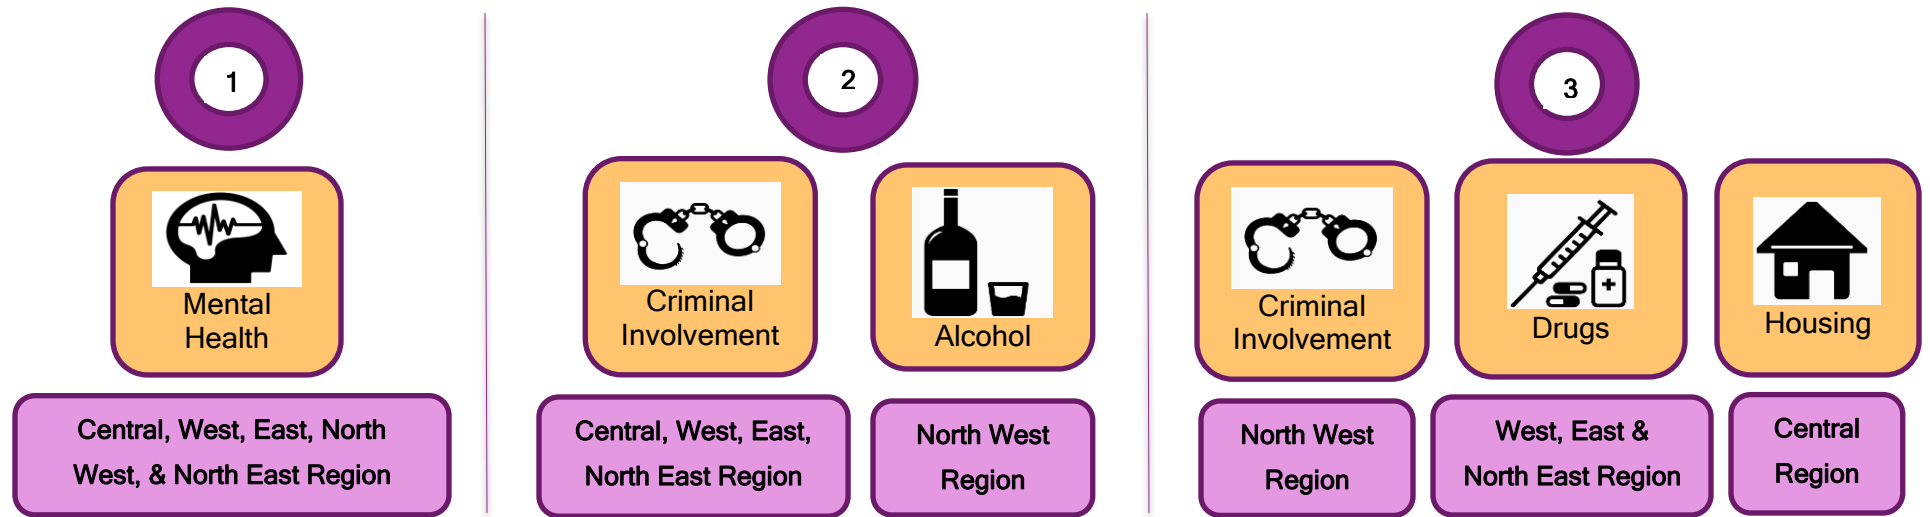 1
Mental
Health
Central, West, East, North
West, & North East Region
2
Criminal
Involvement
Central, West, East,
North East Region
Alcohol
North West
Region
3
Criminal
Involvement
North West
Region
Drugs
West, East &
North East Region
Housing
Central
Region